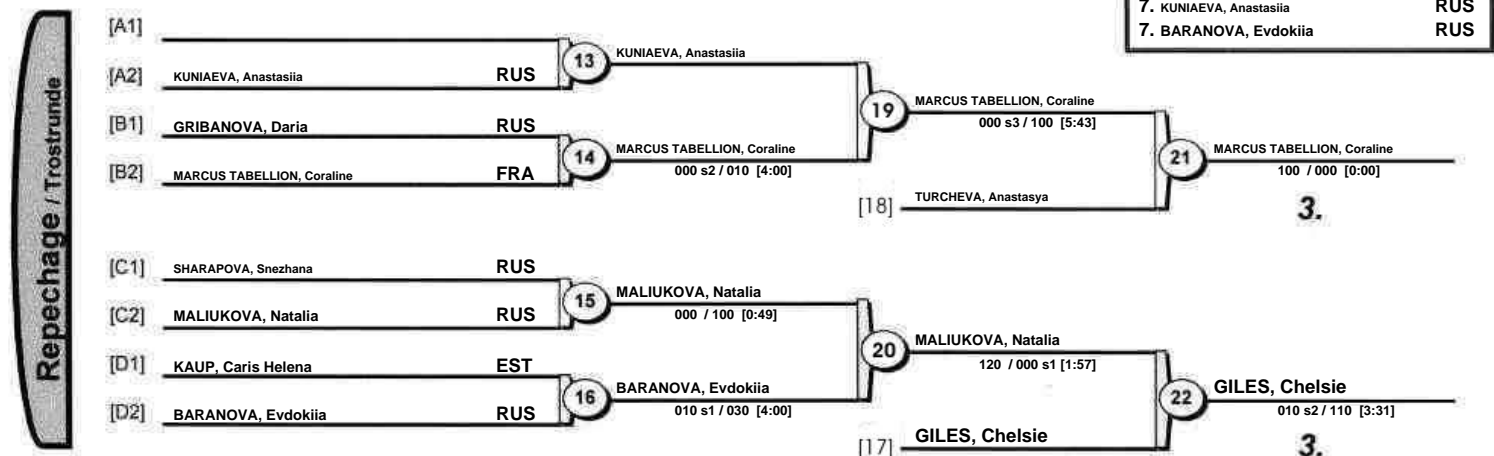 7. KUNIAEVA, Anastasiia RUS
7. BARANOVA, Evdokiia RUS
Repechage / Trostrunde
[A1]
[A2] KUNIAEVA, Anastasiia RUS
13
KUNIAEVA, Anastasiia
[B1] GRIBANOVA, Daria RUS
[B2] MARCUS TABELLION, Coraline FRA
14
MARCUS TABELLION, Coraline
000 s2 / 010 [4:00]
19
MARCUS TABELLION, Coraline
000 s3 / 100 [5:43]
[18] TURCHEVA, Anastasya
21
MARCUS TABELLION, Coraline
100 / 000 [0:00]
3.
[C1] SHARAPOVA, Snezhana RUS
[C2] MALIUKOVA, Natalia RUS
15
MALIUKOVA, Natalia
000 / 100 [0:49]
[D1] KAUP, Caris Helena EST
[D2] BARANOVA, Evdokiia RUS
16
BARANOVA, Evdokiia
010 s1 / 030 [4:00]
20
MALIUKOVA, Natalia
120 / 000 s1 [1:57]
[17] GILES, Chelsie
22
GILES, Chelsie
010 s2 / 110 [3:31]
3.